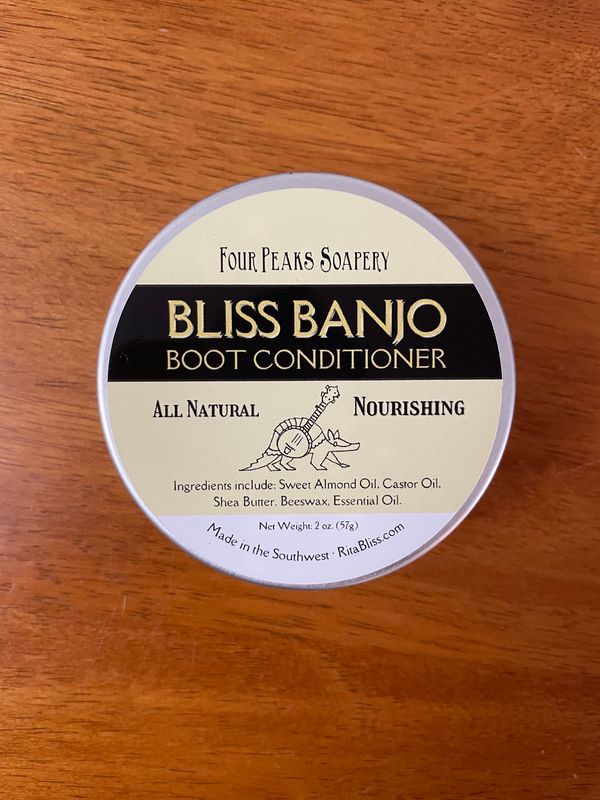 Four Peaks Soapery
BLISS BANJO
BOOT CONDITIONER
All Natural
Nourishing
Ingredients include: Sweet Almond Oil, Castor Oil,
Shea Butter, Beeswax, Essential Oil.
Net Weight: 2 oz. (57g)
Made in the Southwest · RitaBliss.com